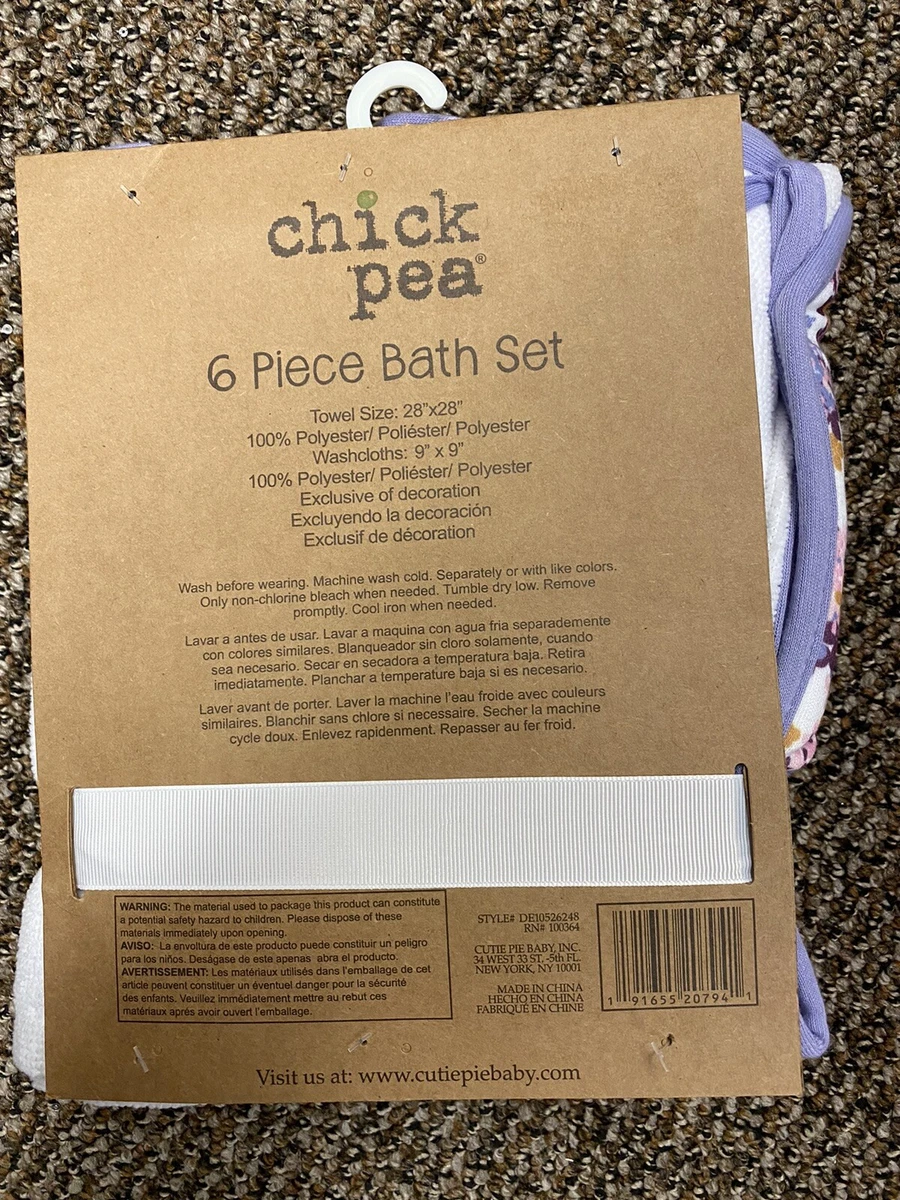 chick
pea®
6 Piece Bath Set
Towel Size: 28"x28"
100% Polyester/ Poliéster/ Polyester
Washcloths: 9" x 9"
100% Polyester/ Poliéster/ Polyester
Exclusive of decoration
Excluyendo la decoración
Exclusif de décoration
Wash before wearing. Machine wash cold. Separately or with like colors.
Only non-chlorine bleach when needed. Tumble dry low. Remove
promptly. Cool iron when needed.
Lavar a antes de usar. Lavar a maquina con agua fria separademente
con colores similares. Blanqueador sin cloro solamente, cuando
sea necesario. Secar en secadora a temperatura baja. Retira
imediatamente. Planchar a temperature baja si es necesario.
Laver avant de porter. Laver la machine l'eau froide avec couleurs
similaires. Blanchir sans chlore si necessaire. Secher la machine
cycle doux. Enlevez rapidement. Repasser au fer froid.
WARNING: The material used to package this product can constitute
a potential safety hazard to children. Please dispose of these
materials immediately upon opening.
AVISO: La envoltura de este producto puede constituir un peligro
para los niños. Deságase de este apenas abra el producto.
AVERTISSEMENT: Les matériaux utilisés dans l'emballage de cet
article peuvent constituer un éventuel danger pour la sécurité
des enfants. Veuillez immédiatement mettre au rebut ces
matériaux aprés avoir ouvert l'emballage.
STYLE# DE10526248
RN# 100364
CUTIE PIE BABY, INC.
34 WEST 33 ST, -5th FL.
NEW YORK, NY 10001
MADE IN CHINA
HECHO EN CHINA
FABRIQUÉ EN CHINE
1 91655 20794 1
Visit us at: www.cutiepiebaby.com